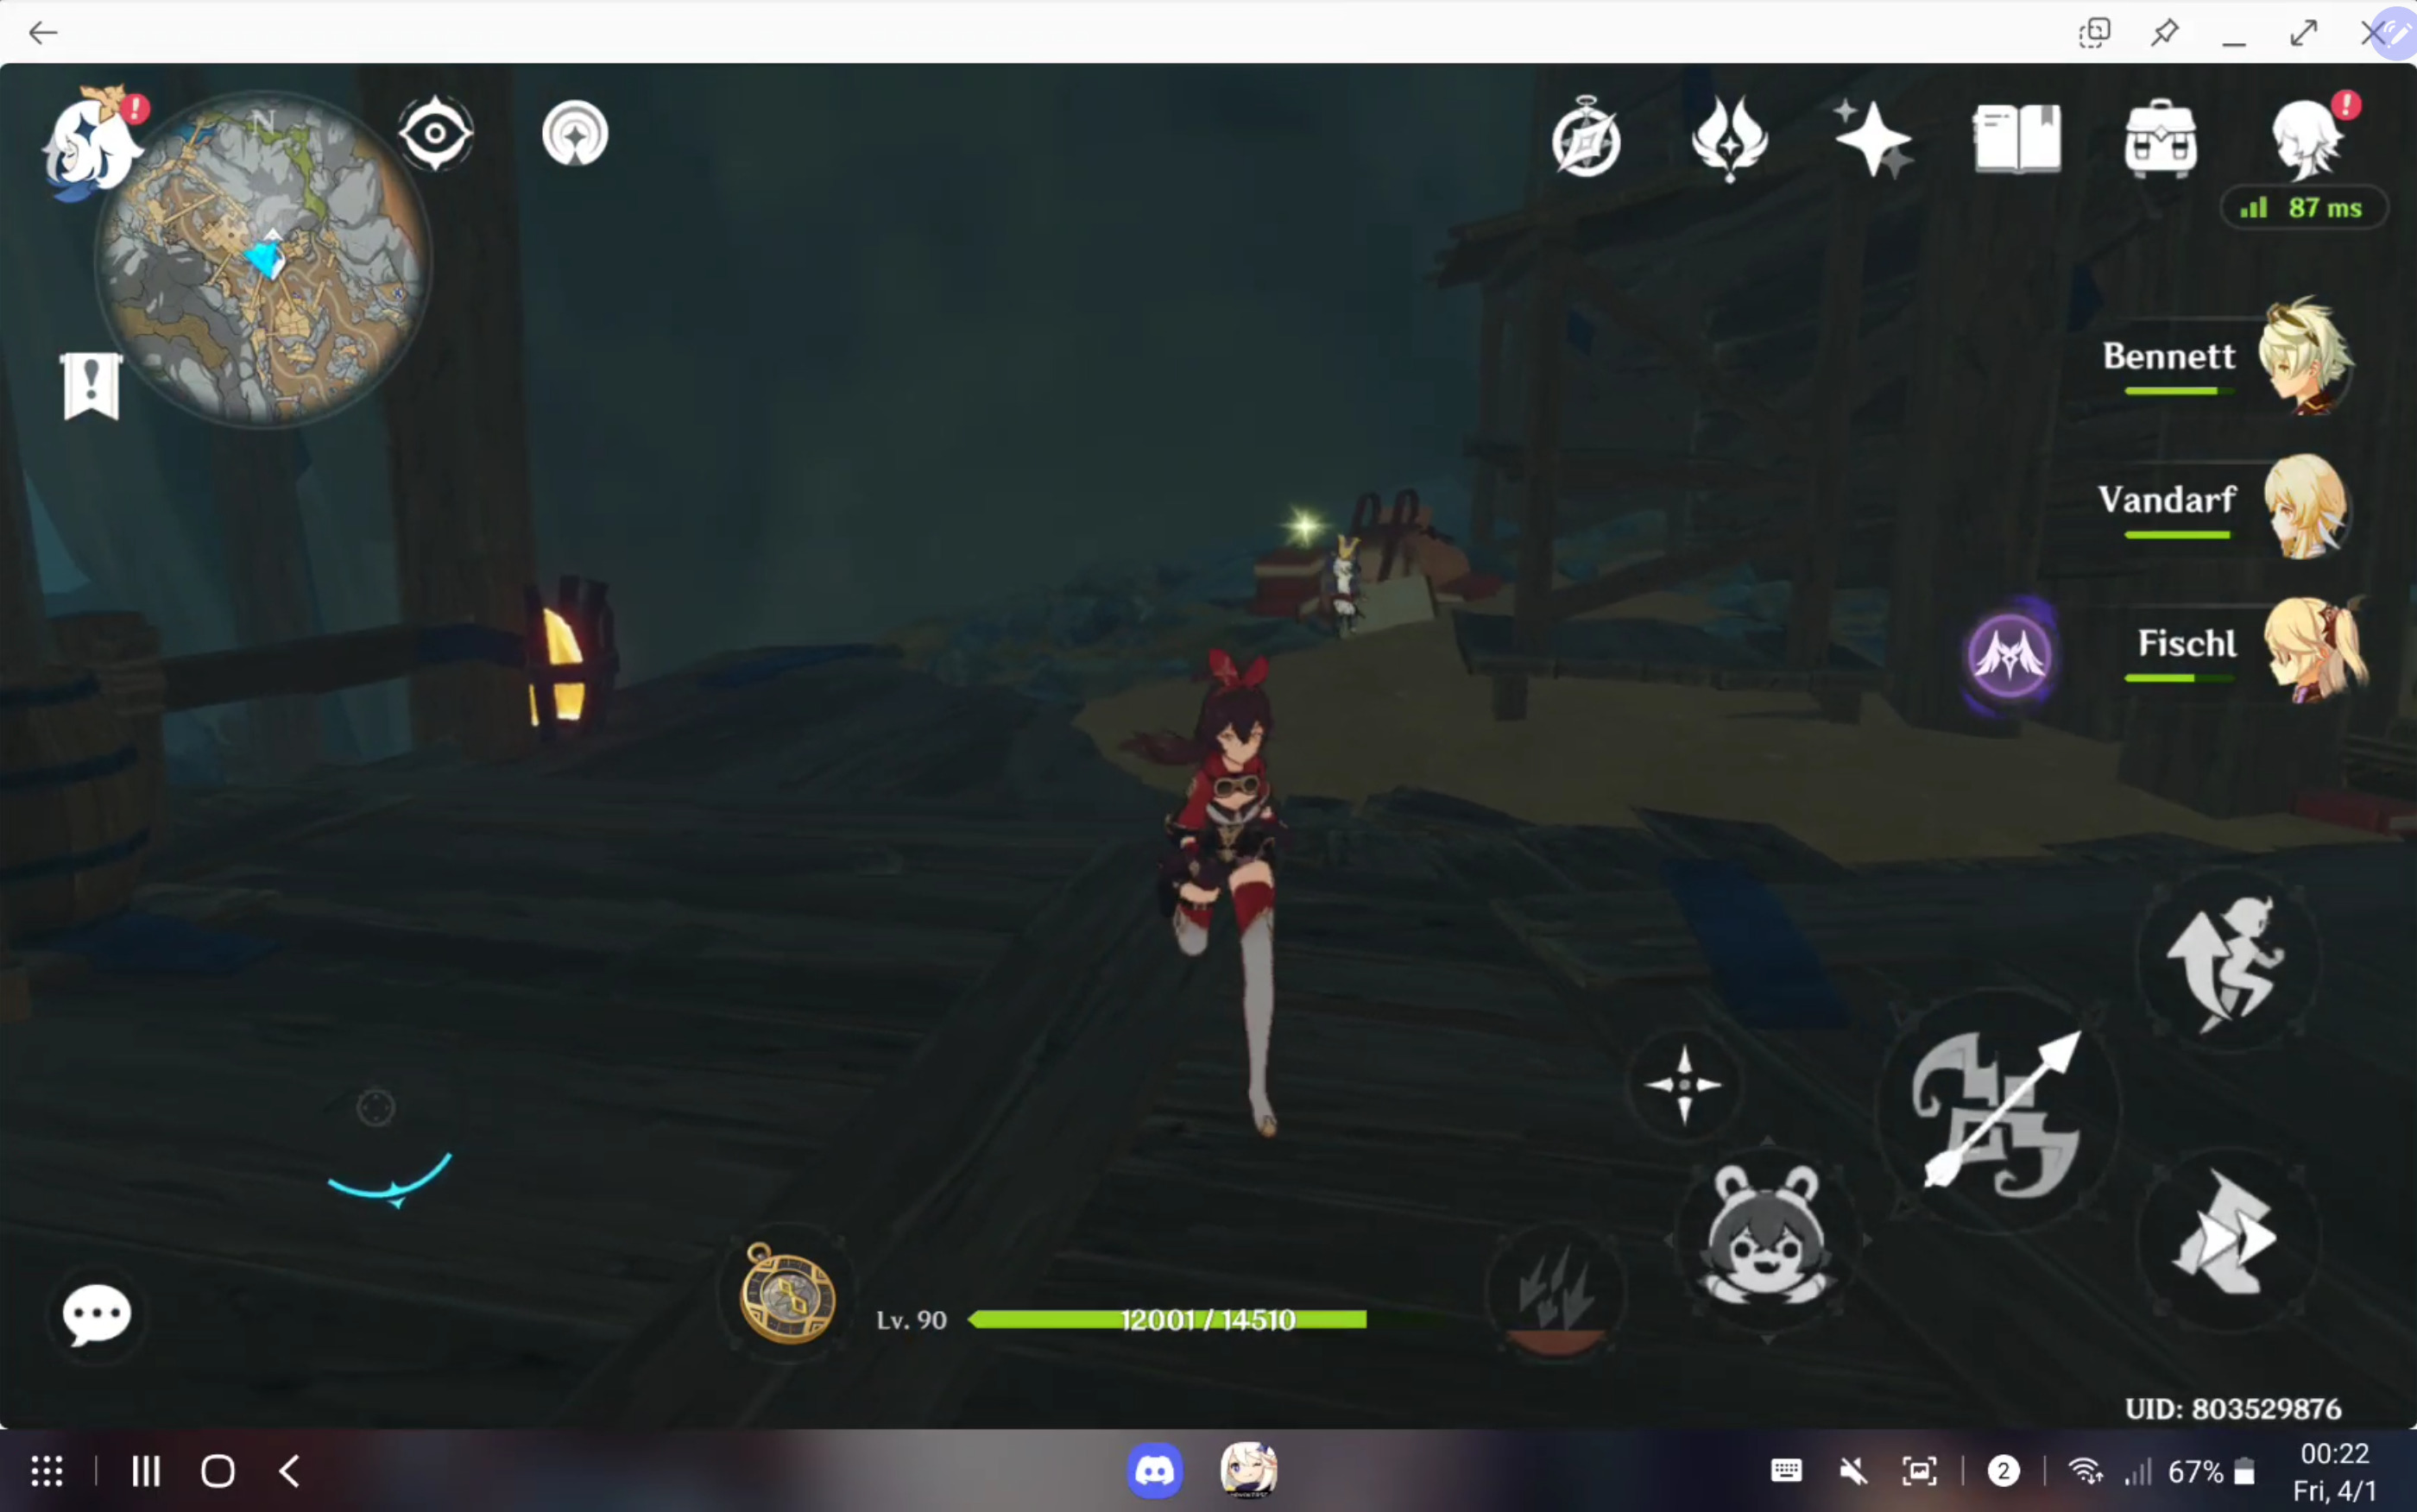 N
87 ms
Bennett
Vandarf
Fischl
Lv. 90
12001 / 14510
UID: 803529876
2
67%
00:22
Fri, 4/1